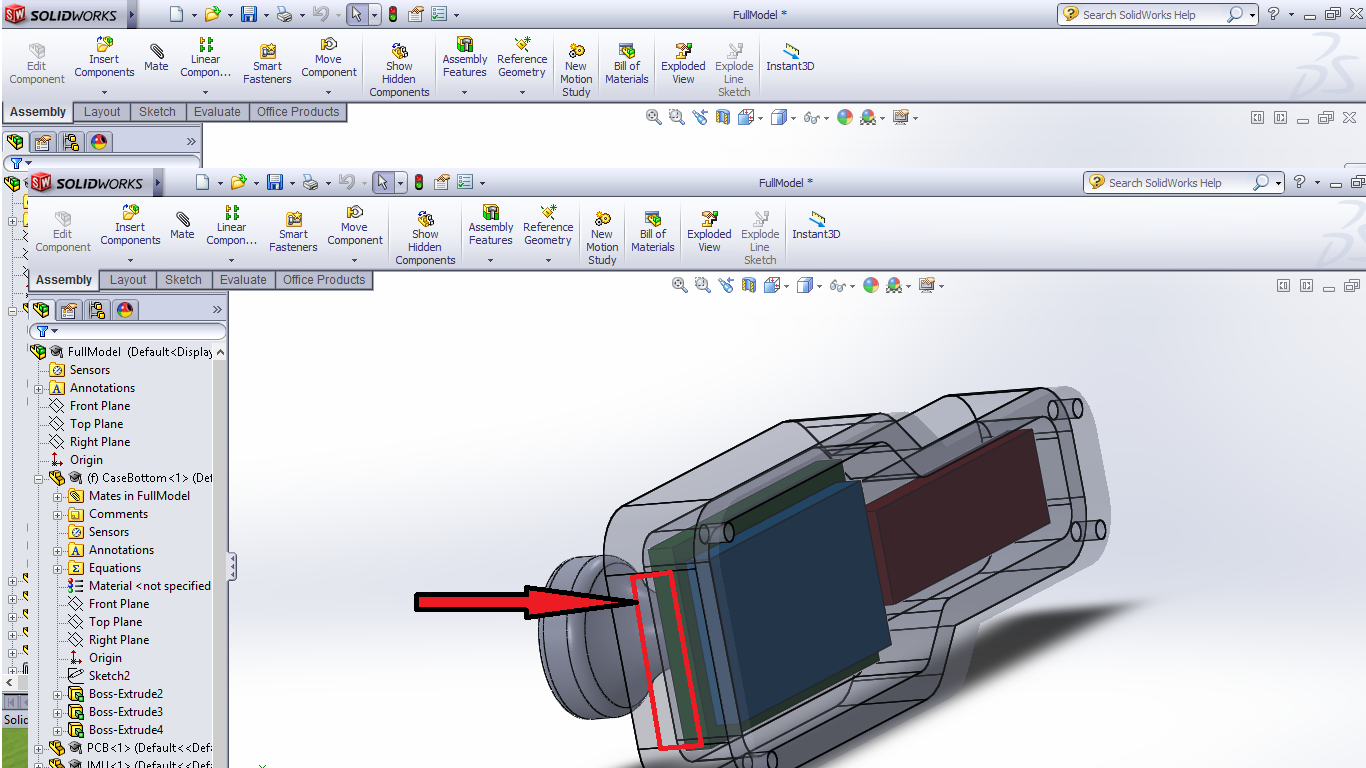 SOLIDWORKS
FullModel *
Search SolidWorks Help
Edit Component
Insert Components
Mate
Linear Compon...
Smart Fasteners
Move Component
Show Hidden Components
Assembly Features
Reference Geometry
New Motion Study
Bill of Materials
Exploded View
Explode Line Sketch
Instant3D
Assembly Layout Sketch Evaluate Office Products
SOLIDWORKS
FullModel *
Search SolidWorks Help
Edit Component
Insert Components
Mate
Linear Compon...
Smart Fasteners
Move Component
Show Hidden Components
Assembly Features
Reference Geometry
New Motion Study
Bill of Materials
Exploded View
Explode Line Sketch
Instant3D
Assembly Layout Sketch Evaluate Office Products
FullModel (Default<Display
Sensors
Annotations
Front Plane
Top Plane
Right Plane
Origin
(f) CaseBottom<1> (Def
Mates in FullModel
Comments
Sensors
Annotations
Equations
Material <not specified
Front Plane
Top Plane
Right Plane
Origin
Sketch2
Boss-Extrude2
Boss-Extrude3
Solid
Boss-Extrude4
PCB<1> (Default<<Def
IMU<1> (Default<<Def